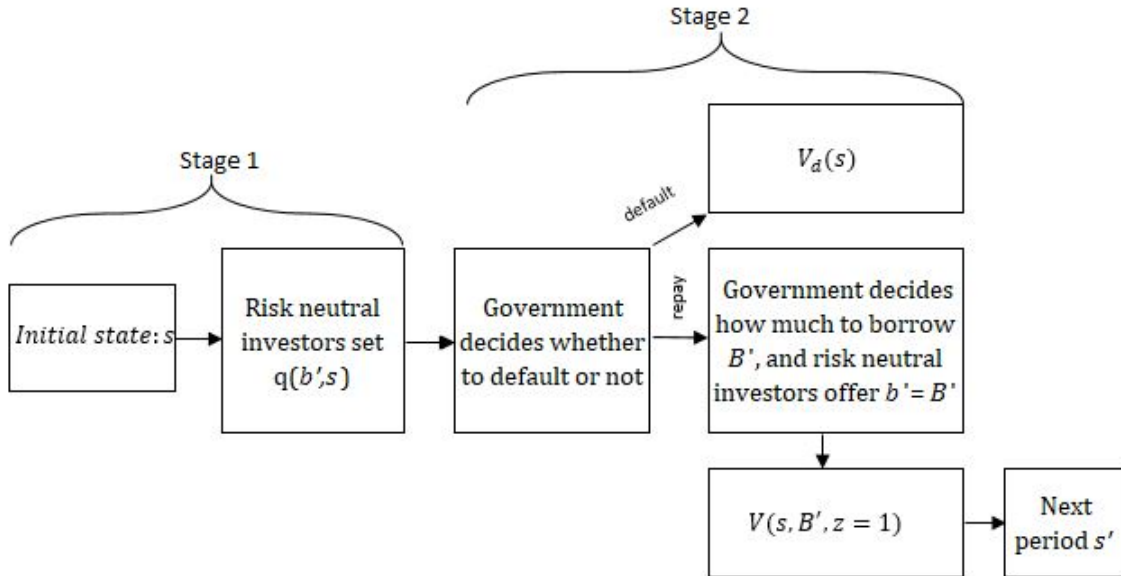 Stage 2
Stage 1
V_d(s)
default
Initial state: s
Risk neutral
investors set
q(b',s)
Government
decides whether
to default or not
repay
Government decides
how much to borrow
B', and risk neutral
investors offer b'= B'
V(s, B′, z = 1)
Next
period s′